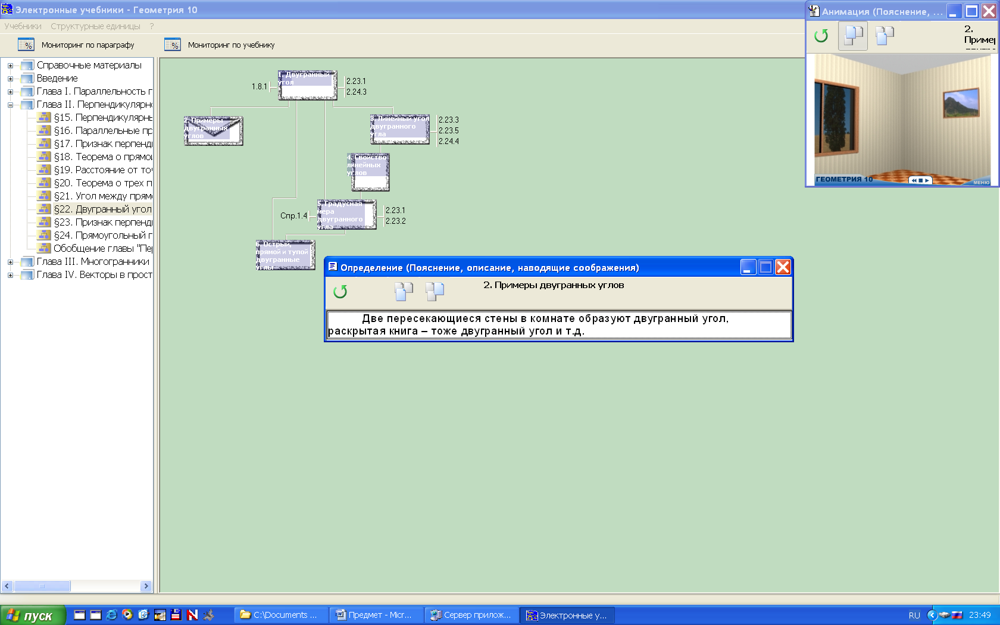 Электронные учебники - Геометрия 10
Учебники Структурные единицы ?
Мониторинг по параграфу Мониторинг по учебнику
Справочные материалы
Введение
Глава I. Параллельность
Глава II. Перпендикулярн
§15. Перпендикулярнь
§16. Параллельные пр
§17. Признак перпенди
§18. Теорема о прямо
§19. Расстояние от то
§20. Теорема о трех п
§21. Угол между прям
§22. Двугранный угол
§23. Признак перпенди
§24. Прямоугольный п
Обобщение главы "Пе
Глава III. Многогранники
Глава IV. Векторы в прост
1.8.1
1. Двугранный
угол
2.23.1
2.24.3
2. Примеры
двугранных
углов
3. Линейный угол
двугранного
угла
2.23.3
2.23.5
2.24.4
4. Свойство
линейных
углов
Спр.1.4
5. Градусная
мера
двугранного
угла
2.23.1
2.23.2
6. Острый,
прямой и тупой
двугранные
углы
Определение (Пояснение, описание, наводящие соображения)
2. Примеры двугранных углов
Две пересекающиеся стены в комнате образуют двугранный угол,
раскрытая книга – тоже двугранный угол и т.д.
Анимация (Пояснение, ...
2.
Пример
ГЕОМЕТРИЯ 10
МЕНЮ
пуск
C:\Documents ...
Предмет - Micr...
Сервер прилож...
Электронные у...
RU
23:49